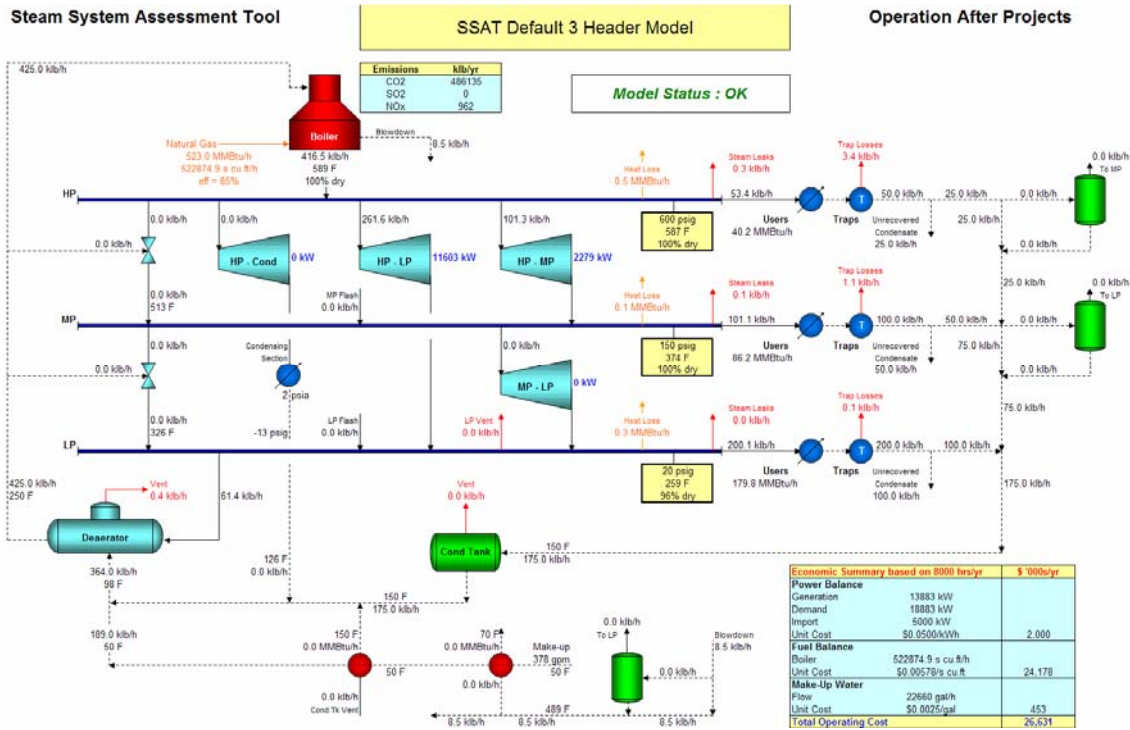 Steam System Assessment Tool
SSAT Default 3 Header Model
Operation After Projects
425.0 klb/h
Emissions klb/yr
CO2 486135
SO2 0
NOx 962
Model Status : OK
Boiler
Blowdown
8.5 klb/h
Natural Gas
523.0 MMBtu/h
522874.9 s cu.ft/h
eff = 85%
416.5 klb/h
589 F
100% dry
Heat Loss
0.5 MMBtu/h
Steam Leaks
0.3 klb/h
Trap Losses
3.4 klb/h
0.0 klb/h
To MP
HP
53.4 klb/h
50.0 klb/h
25.0 klb/h
0.0 klb/h
0.0 klb/h
0.0 klb/h
261.6 klb/h
101.3 klb/h
600 psig
587 F
100% dry
Users
40.2 MMBtu/h
T
Traps
Unrecovered
Condensate
25.0 klb/h
25.0 klb/h
0.0 klb/h
0.0 klb/h
HP - Cond
0 kW
HP - LP
11603 kW
HP - MP
2279 kW
0.0 klb/h
513 F
MP Flash
0.0 klb/h
Heat Loss
0.1 MMBtu/h
Steam Leaks
0.1 klb/h
Trap Losses
1.1 klb/h
25.0 klb/h
0.0 klb/h
To LP
MP
101.1 klb/h
100.0 klb/h
50.0 klb/h
0.0 klb/h
0.0 klb/h
0.0 klb/h
150 psig
374 F
100% dry
Users
86.2 MMBtu/h
T
Traps
Unrecovered
Condensate
50.0 klb/h
75.0 klb/h
0.0 klb/h
0.0 klb/h
Condensing
Section
2 psia
MP - LP
0 kW
0.0 klb/h
326 F
-13 psig
LP Flash
0.0 klb/h
LP Vent
0.0 klb/h
Heat Loss
0.3 MMBtu/h
Steam Leaks
0.0 klb/h
Trap Losses
0.1 klb/h
75.0 klb/h
LP
200.1 klb/h
200.0 klb/h
100.0 klb/h
20 psig
259 F
96% dry
Users
179.8 MMBtu/h
T
Traps
Unrecovered
Condensate
100.0 klb/h
175.0 klb/h
425.0 klb/h
250 F
Vent
0.4 klb/h
61.4 klb/h
Vent
0.0 klb/h
Deaerator
Cond Tank
150 F
175.0 klb/h
126 F
0.0 klb/h
364.0 klb/h
98 F
150 F
175.0 klb/h
189.0 klb/h
50 F
150 F
0.0 MMBtu/h
70 F
0.0 MMBtu/h
Make-up
378 gpm
50 F
50 F
0.0 klb/h
To LP
Blowdown
8.5 klb/h
0.0 klb/h
0.0 klb/h
Cond Tk Vent
0.0 klb/h
489 F
8.5 klb/h
8.5 klb/h
8.5 klb/h
Economic Summary based on 8000 hrs/yr $ '000s/yr
Power Balance
Generation 13883 kW
Demand 18883 kW
Import 5000 kW
Unit Cost $0.0500/kWh 2,000
Fuel Balance
Boiler 522874.9 s cu.ft/h
Unit Cost $0.00578/s cu.ft 24,178
Make-Up Water
Flow 22660 gal/h
Unit Cost $0.0025/gal 453
Total Operating Cost 26,631